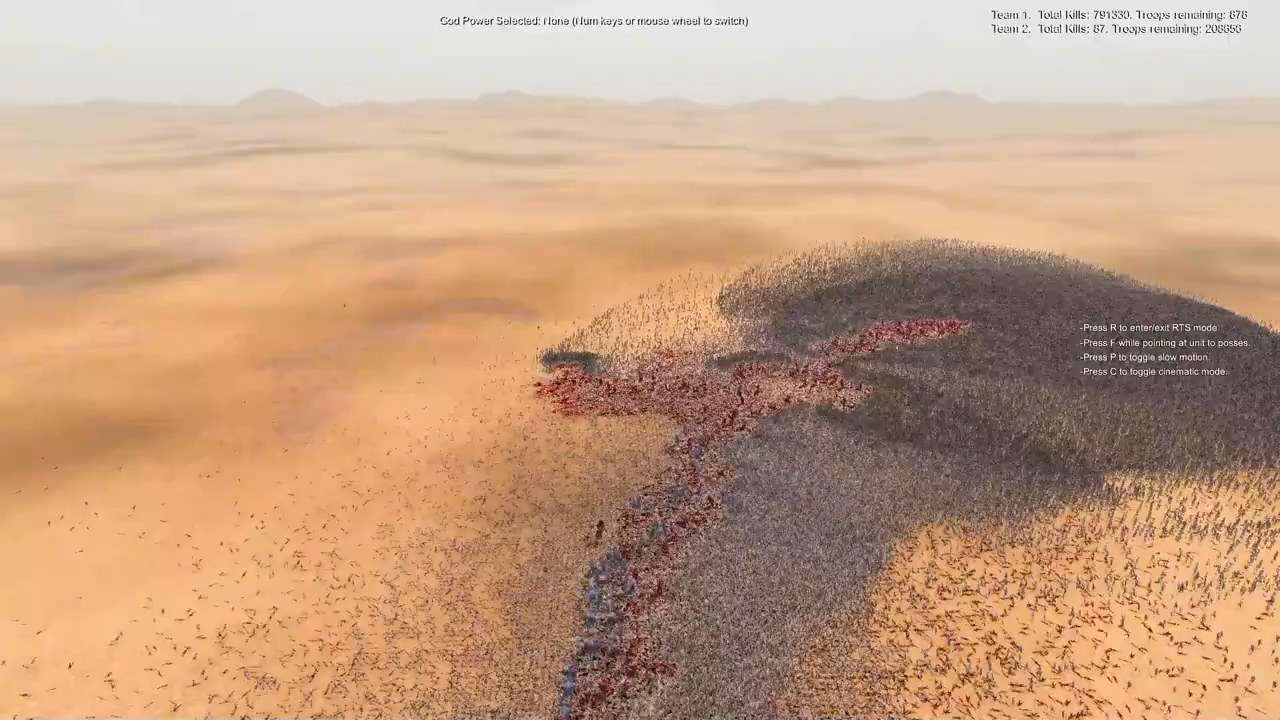 God Power Selected: None (Num keys or mouse wheel to switch)
Team 1. Total Kills: 791330. Troops remaining: 878
Team 2. Total Kills: 87. Troops remaining: 208656
-Press R to enter/exit RTS mode
-Press F while pointing at unit to posses.
-Press P to toggle slow motion.
-Press C to toggle cinematic mode.